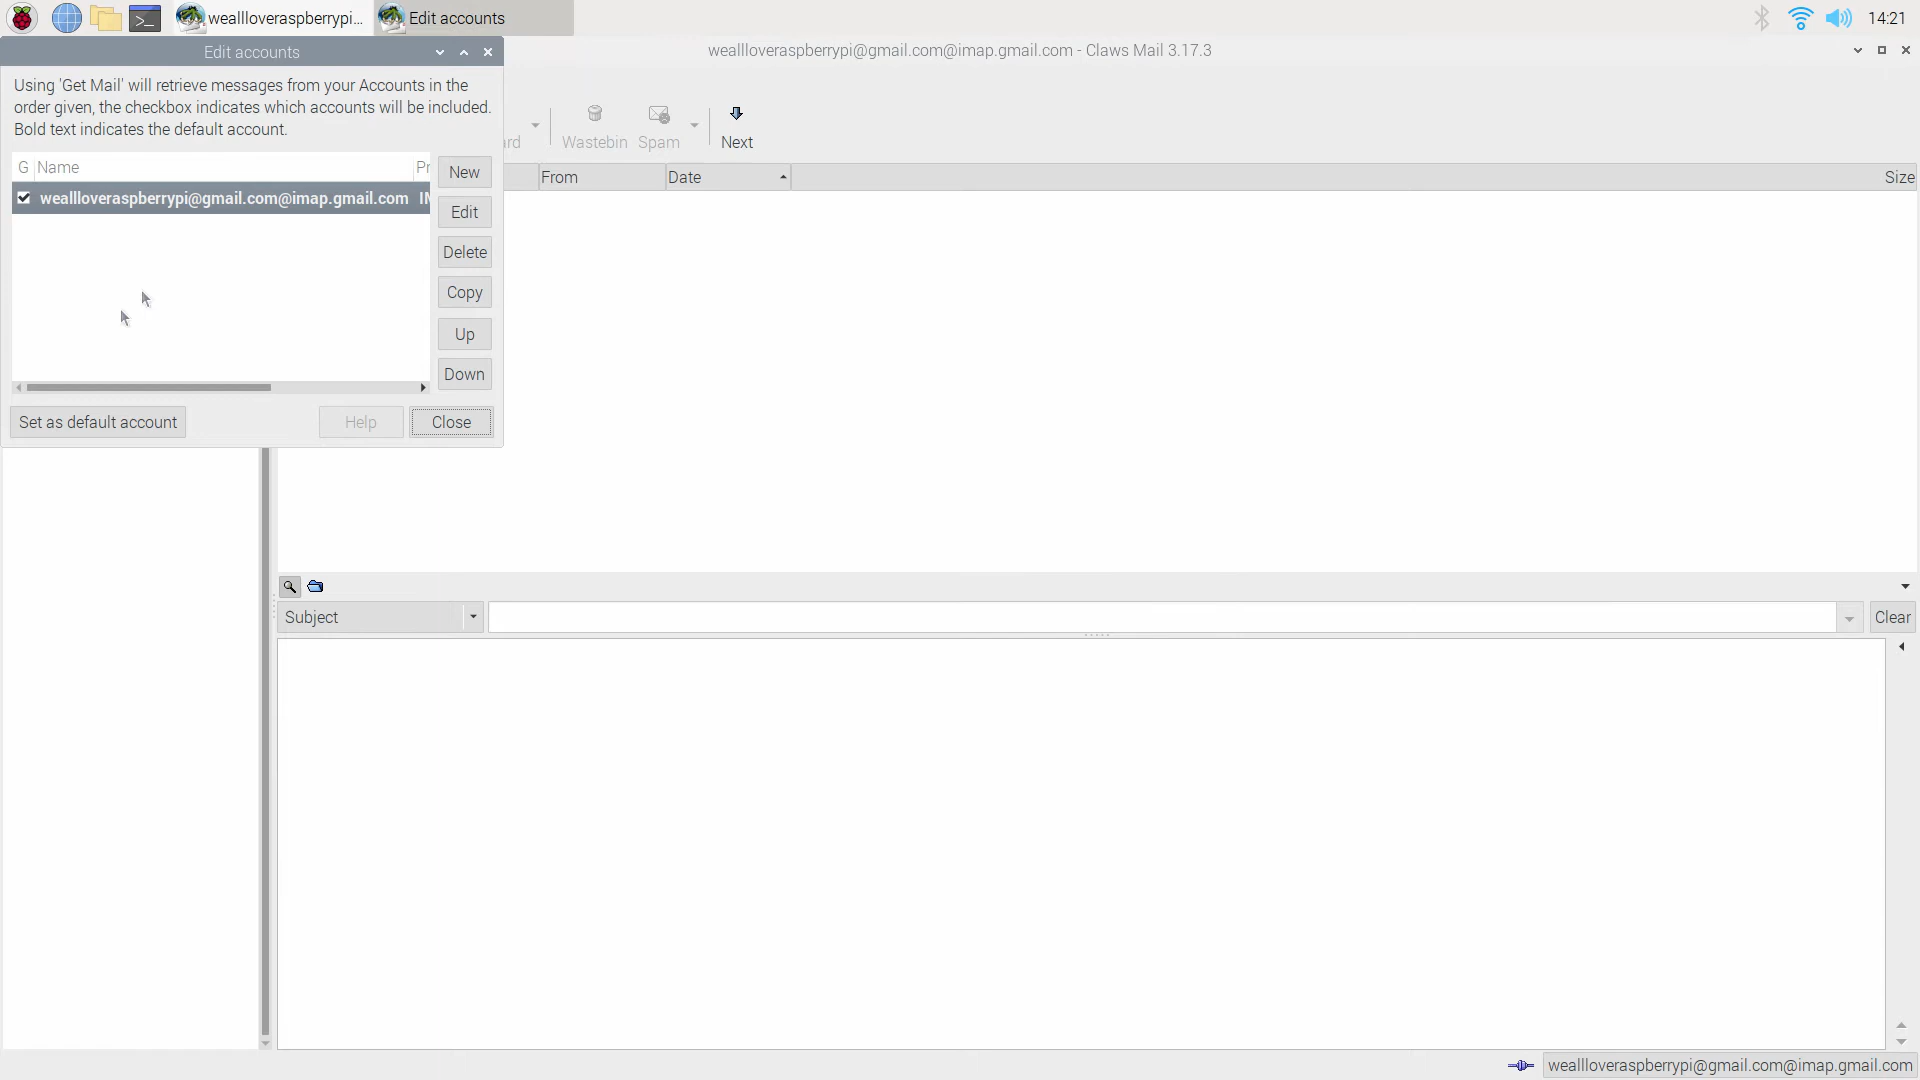 weallloveraspberrypi...
Edit accounts
14:21
Edit accounts
weallloveraspberrypi@gmail.com@imap.gmail.com - Claws Mail 3.17.3
Using 'Get Mail' will retrieve messages from your Accounts in the
order given, the checkbox indicates which accounts will be included.
Bold text indicates the default account.
G Name Pr
weallloveraspberrypi@gmail.com@imap.gmail.com
New
Edit
Delete
Copy
Up
Down
Set as default account
Help
Close
Wastebin
Spam
Next
From
Date
Size
Subject
Clear
weallloveraspberrypi@gmail.com@imap.gmail.com